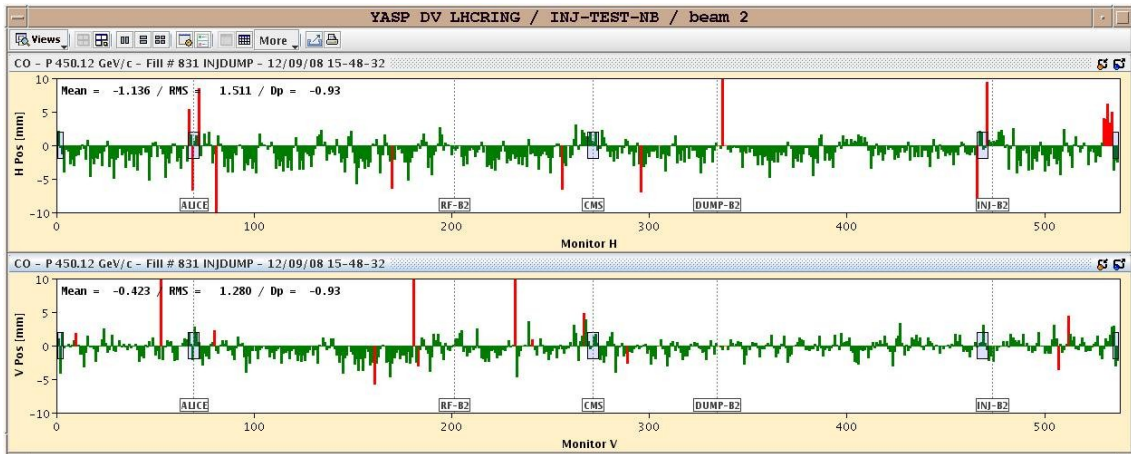 YASP DV LHCRING / INJ-TEST-NB / beam 2
Views More
CO - P 450.12 GeV/c - Fill # 831 INJDUMP - 12/09/08 15-48-32
Mean = -1.136 / RMS = 1.511 / Dp = -0.93
H Pos [mm]
10
5
0
-5
-10
ALICE RF-B2 CMS DUMP-B2 INJ-B2
0 100 200 300 400 500
Monitor H
CO - P 450.12 GeV/c - Fill # 831 INJDUMP - 12/09/08 15-48-32
Mean = -0.423 / RMS = 1.280 / Dp = -0.93
V Pos [mm]
10
5
0
-5
-10
ALICE RF-B2 CMS DUMP-B2 INJ-B2
0 100 200 300 400 500
Monitor V